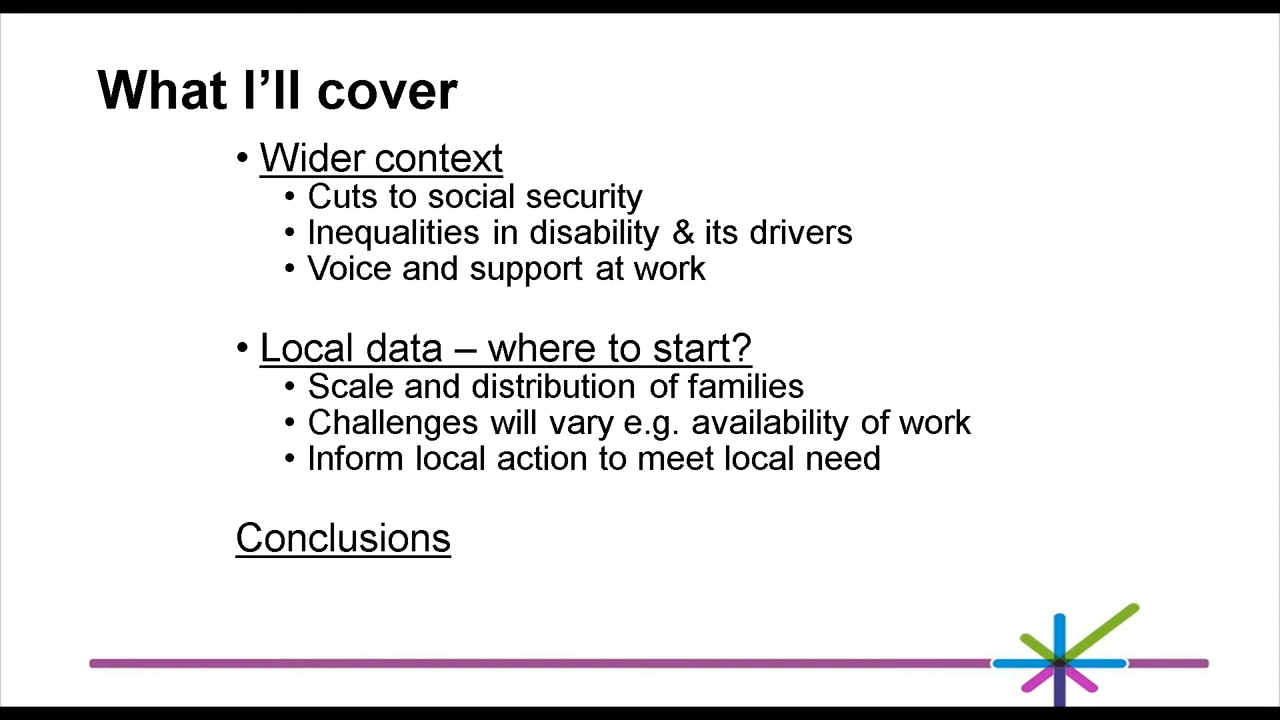 What I’ll cover
• Wider context
• Cuts to social security
• Inequalities in disability & its drivers
• Voice and support at work
• Local data – where to start?
• Scale and distribution of families
• Challenges will vary e.g. availability of work
• Inform local action to meet local need
Conclusions